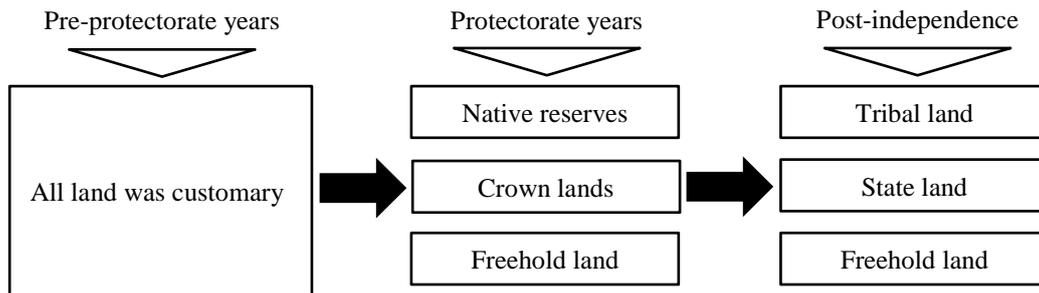 Pre-protectorate years
Protectorate years
Post-independence
All land was customary
Native reserves
Crown lands
Freehold land
Tribal land
State land
Freehold land